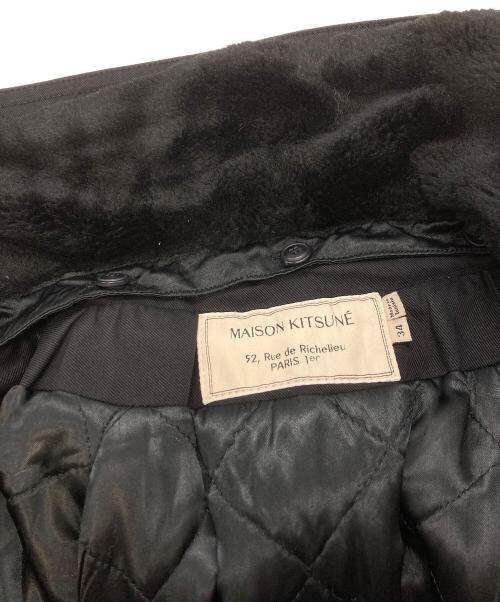 MAISON KITSUNÉ
52, Rue de Richelieu
PARIS 1er
34